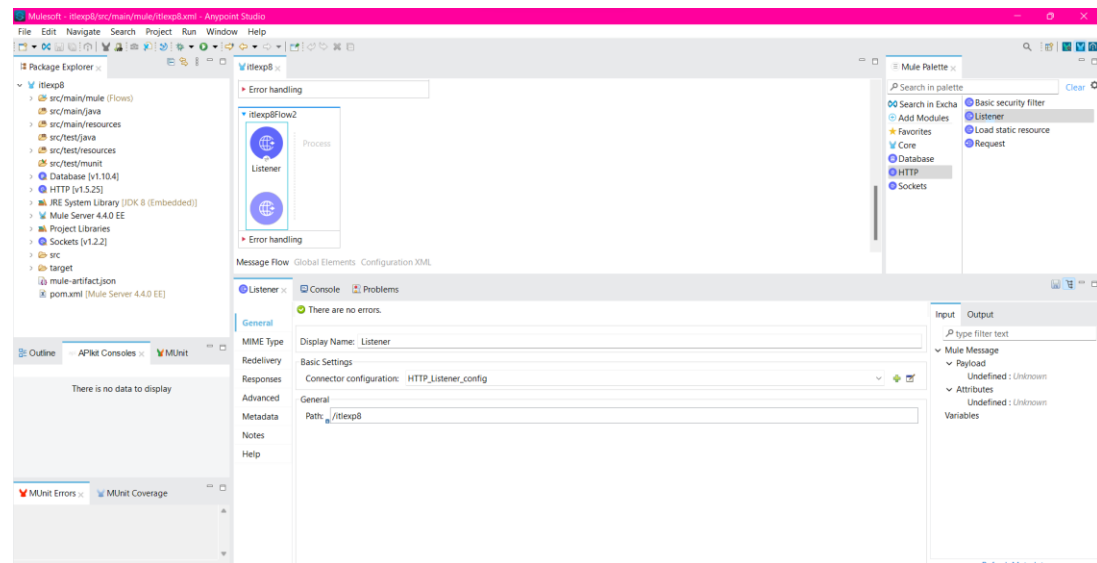 Mulesoft - itlexp8/src/main/mule/itlexp8.xml - Anypoint Studio
File Edit Navigate Search Project Run Window Help
Package Explorer
itlexp8
src/main/mule (Flows)
src/main/java
src/main/resources
src/test/java
src/test/resources
src/test/munit
Database [v1.10.4]
HTTP [v1.5.25]
JRE System Library [JDK 8 (Embedded)]
Mule Server 4.4.0 EE
Project Libraries
Sockets [v1.2.2]
src
target
mule-artifact.json
pom.xml [Mule Server 4.4.0 EE]
Outline APIkit Consoles MUnit
There is no data to display
MUnit Errors MUnit Coverage
itlexp8
Error handling
itlexp8Flow2
Listener
Process
Error handling
Message Flow Global Elements Configuration XML
Mule Palette
Search in palette Clear
Search in Excha
Add Modules
Favorites
Core
Database
HTTP
Sockets
Basic security filter
Listener
Load static resource
Request
Listener Console Problems
There are no errors.
General
MIME Type
Redelivery
Responses
Advanced
Metadata
Notes
Help
Display Name: Listener
Basic Settings
Connector configuration: HTTP_Listener_config
General
Path: /itlexp8
Input Output
type filter text
Mule Message
Payload
Undefined : Unknown
Attributes
Undefined : Unknown
Variables